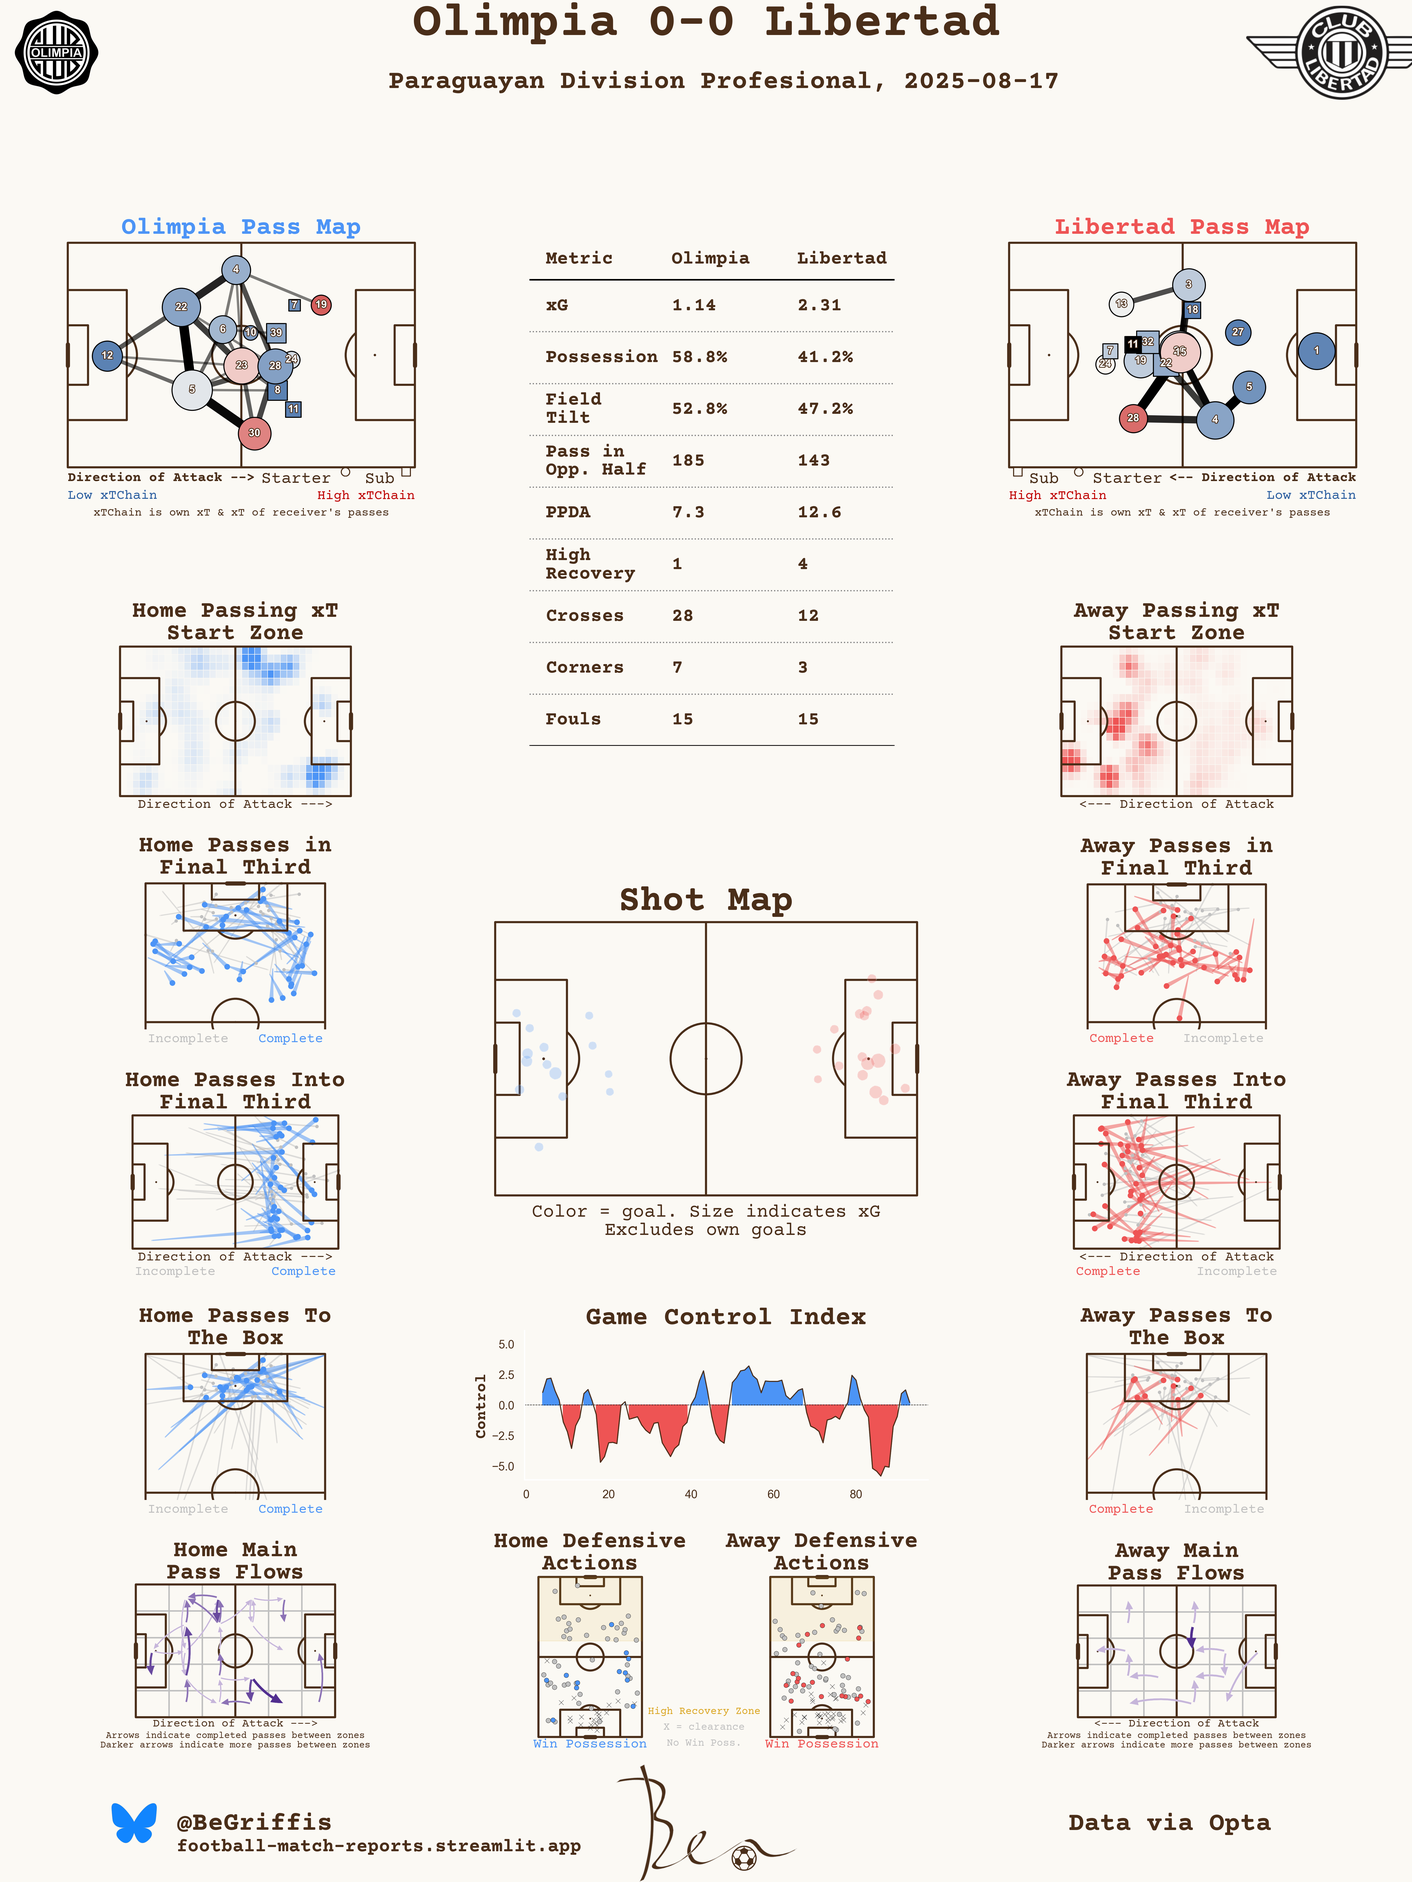 Olimpia 0-0 Libertad
Paraguayan Division Profesional, 2025-08-17
OLIMPIA
CLUB
LIBERTAD
Olimpia Pass Map
4
22
7
19
6
10
39
12
23
28
24
5
8
11
30
Direction of Attack --> Starter Sub
Low xTChain High xTChain
xTChain is own xT & xT of receiver's passes
Metric Olimpia Libertad
xG 1.14 2.31
Possession 58.8% 41.2%
Field
Tilt 52.8% 47.2%
Pass in
Opp. Half 185 143
PPDA 7.3 12.6
High
Recovery 1 4
Crosses 28 12
Corners 7 3
Fouls 15 15
Libertad Pass Map
3
13
18
27
7
11
32
15
1
24
19
22
5
28
4
Sub Starter <-- Direction of Attack
High xTChain Low xTChain
xTChain is own xT & xT of receiver's passes
Home Passing xT
Start Zone
Direction of Attack --->
Away Passing xT
Start Zone
<--- Direction of Attack
Home Passes in
Final Third
Incomplete Complete
Away Passes in
Final Third
Complete Incomplete
Shot Map
Color = goal. Size indicates xG
Excludes own goals
Home Passes Into
Final Third
Direction of Attack --->
Incomplete Complete
Away Passes Into
Final Third
<--- Direction of Attack
Complete Incomplete
Home Passes To
The Box
Incomplete Complete
Game Control Index
Control
5.0
2.5
0.0
−2.5
−5.0
0 20 40 60 80
Away Passes To
The Box
Complete Incomplete
Home Main
Pass Flows
Direction of Attack --->
Arrows indicate completed passes between zones
Darker arrows indicate more passes between zones
Home Defensive
Actions
Win Possession
High Recovery Zone
X = clearance
No Win Poss.
Away Defensive
Actions
Win Possession
Away Main
Pass Flows
<--- Direction of Attack
Arrows indicate completed passes between zones
Darker arrows indicate more passes between zones
@BeGriffis
football-match-reports.streamlit.app
Ben
Data via Opta